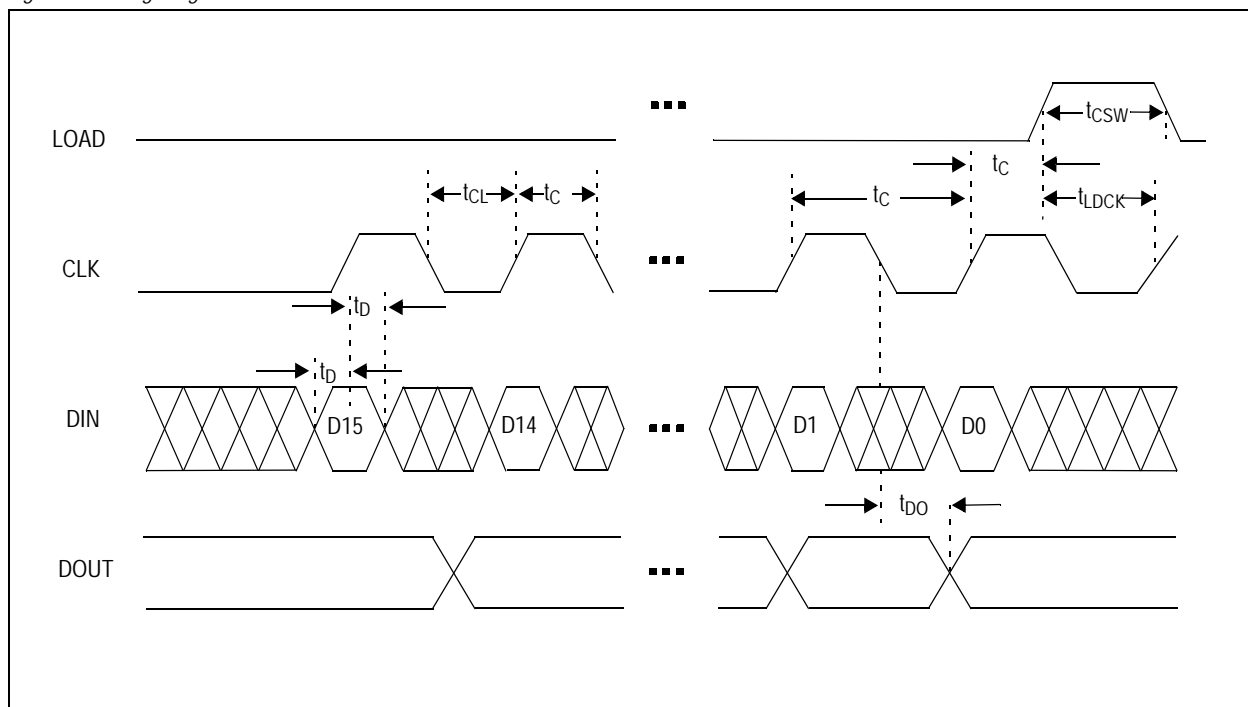 LOAD
tCSW
tC
tCL
tC
tC
tLDCK
CLK
tD
tD
DIN
D15
D14
D1
D0
tDO
DOUT